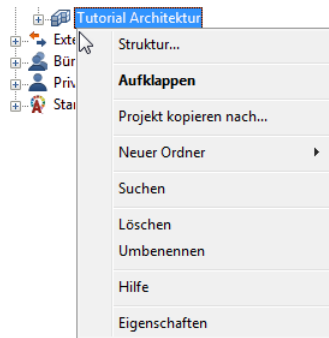 Tutorial Architektur
Exte
Struktur...
Bür
Aufklappen
Priv
Projekt kopieren nach...
Star
Neuer Ordner
Suchen
Löschen
Umbenennen
Hilfe
Eigenschaften